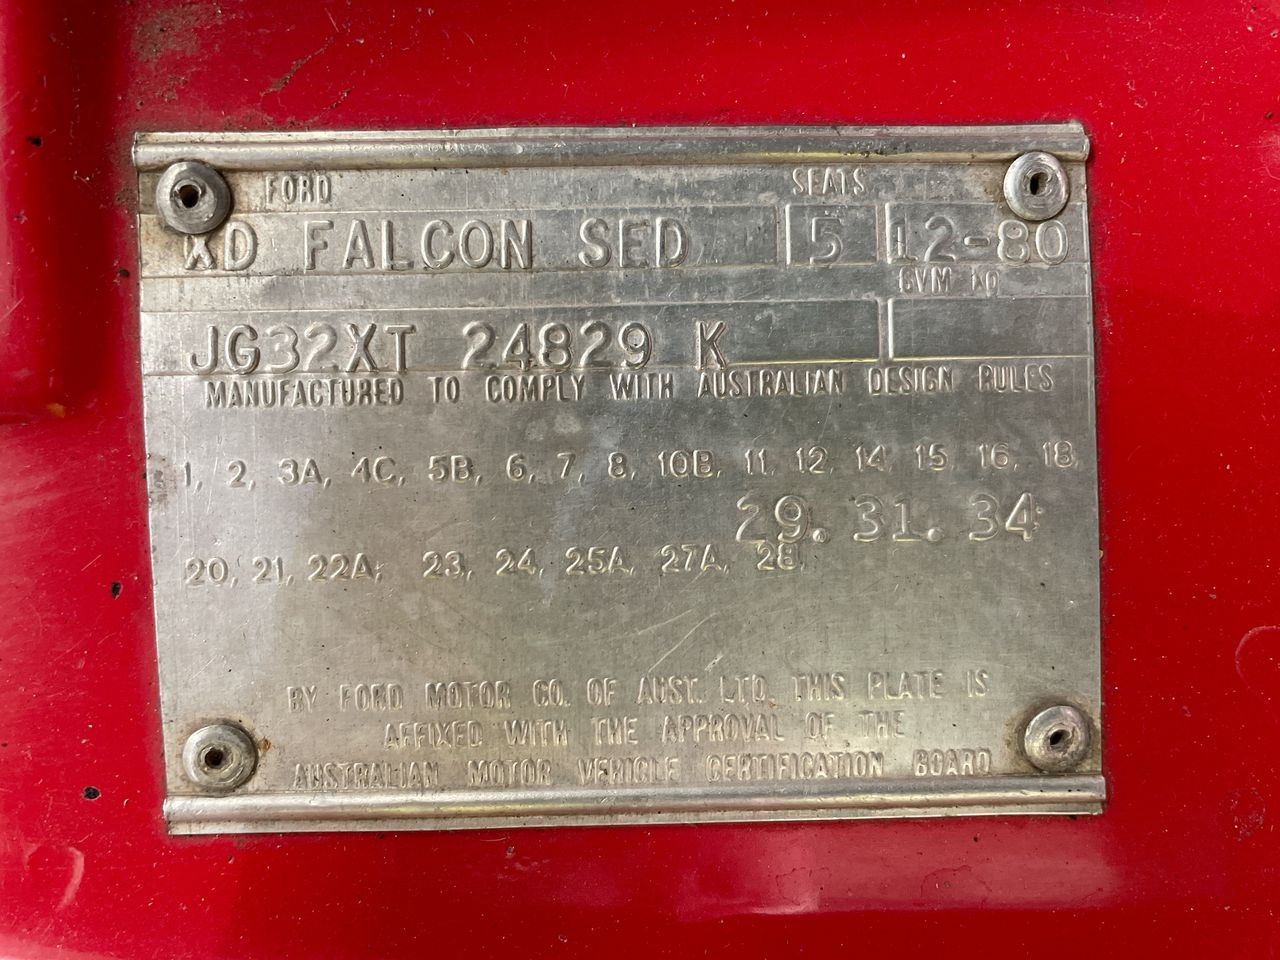 FORD SEATS
XD FALCON SED 5 12-80
GVM KG
JG32XT 24829 K
MANUFACTURED TO COMPLY WITH AUSTRALIAN DESIGN RULES
1, 2, 3A, 4C, 5B, 6, 7, 8, 10B, 11, 12, 14, 15, 16, 18,
29. 31. 34
20, 21, 22A, 23, 24, 25A, 27A, 28,
BY FORD MOTOR CO. OF AUST. LTD. THIS PLATE IS
AFFIXED WITH THE APPROVAL OF THE
AUSTRALIAN MOTOR VEHICLE CERTIFICATION BOARD